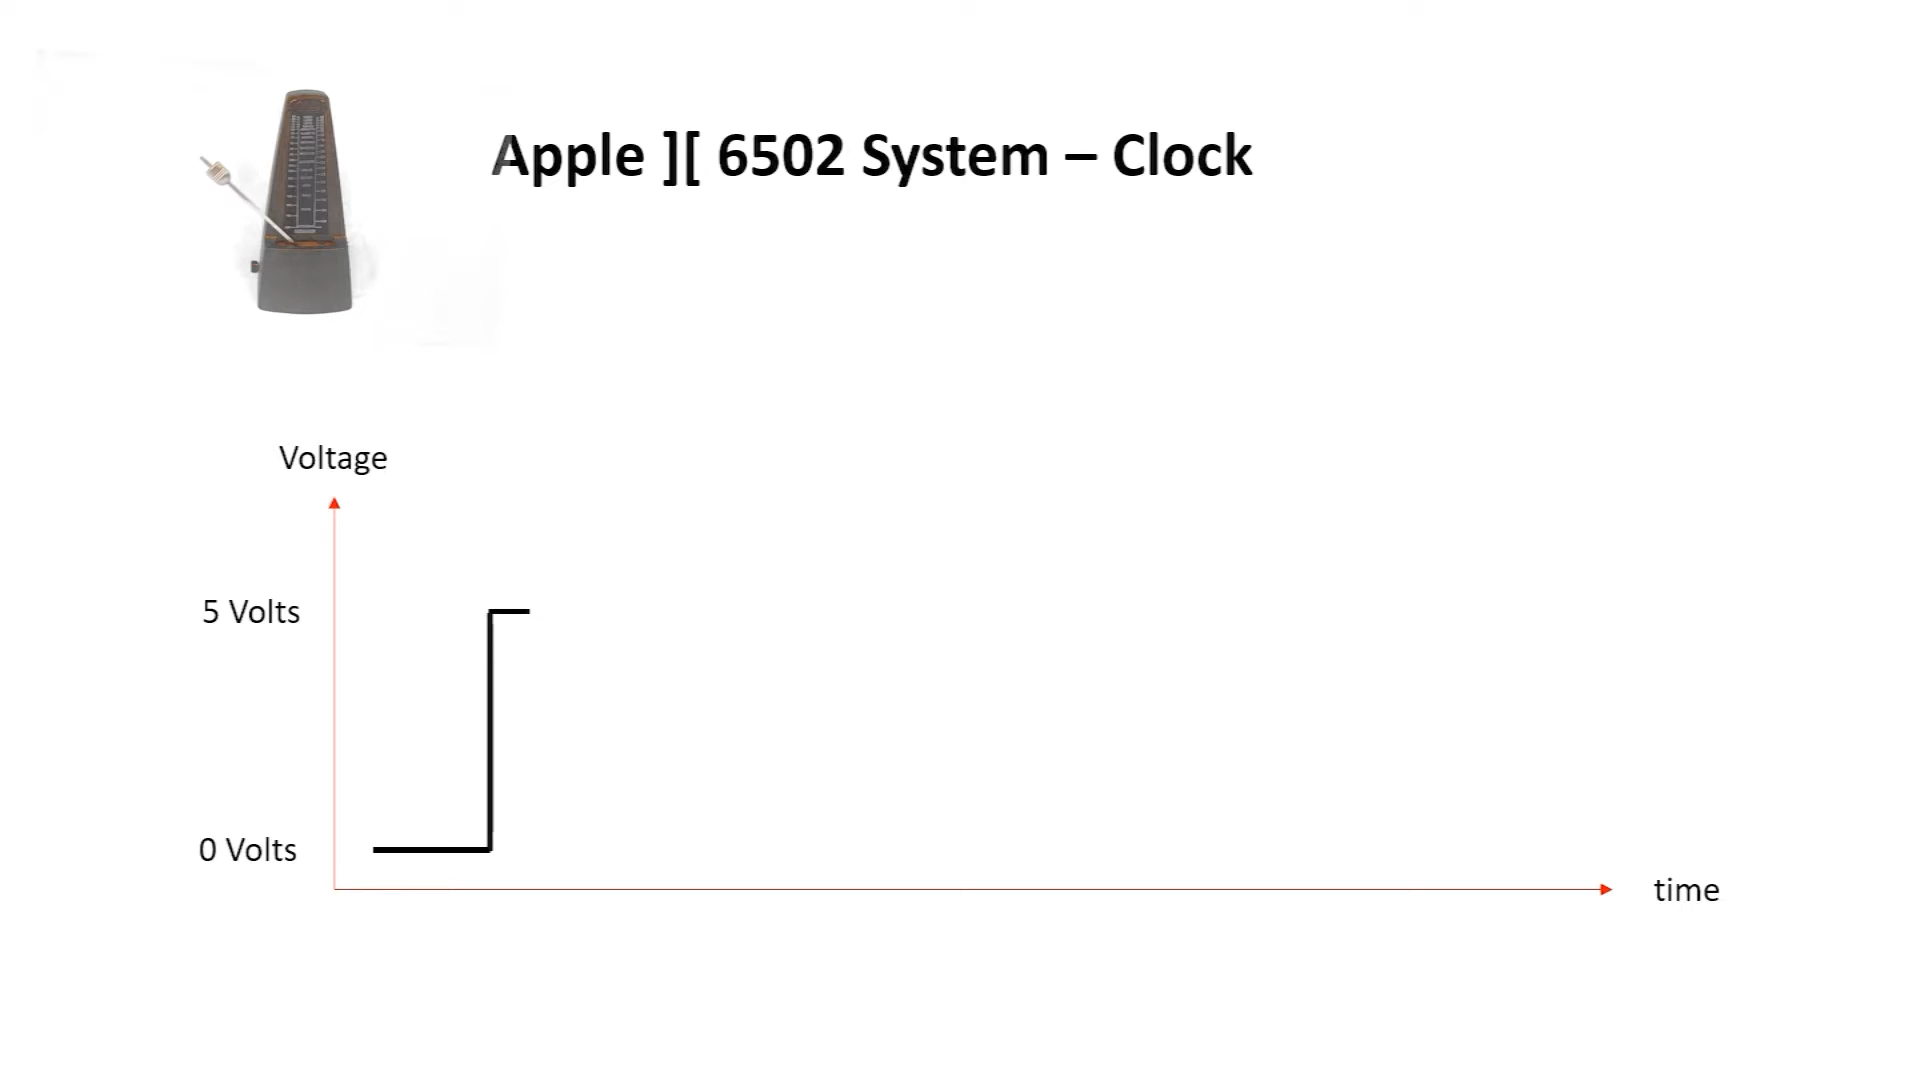 Apple ][ 6502 System – Clock
Voltage
5 Volts
0 Volts
time